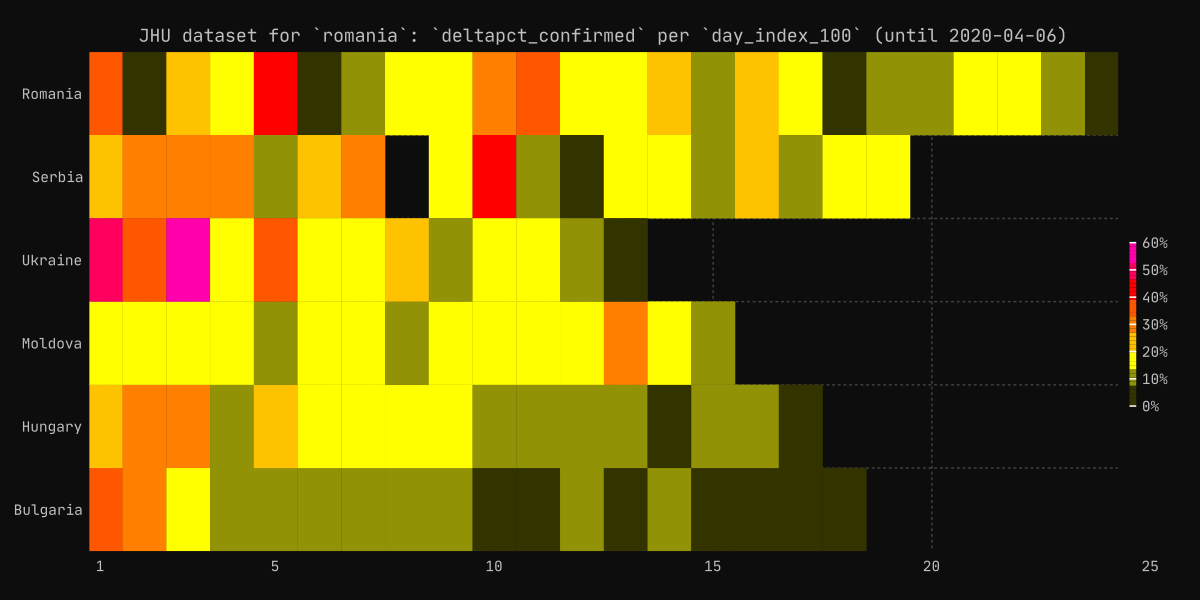 JHU dataset for `romania`: `deltapct_confirmed` per `day_index_100` (until 2020-04-06)
Romania
Serbia
Ukraine
Moldova
Hungary
Bulgaria
1 5 10 15 20 25
60%
50%
40%
30%
20%
10%
0%